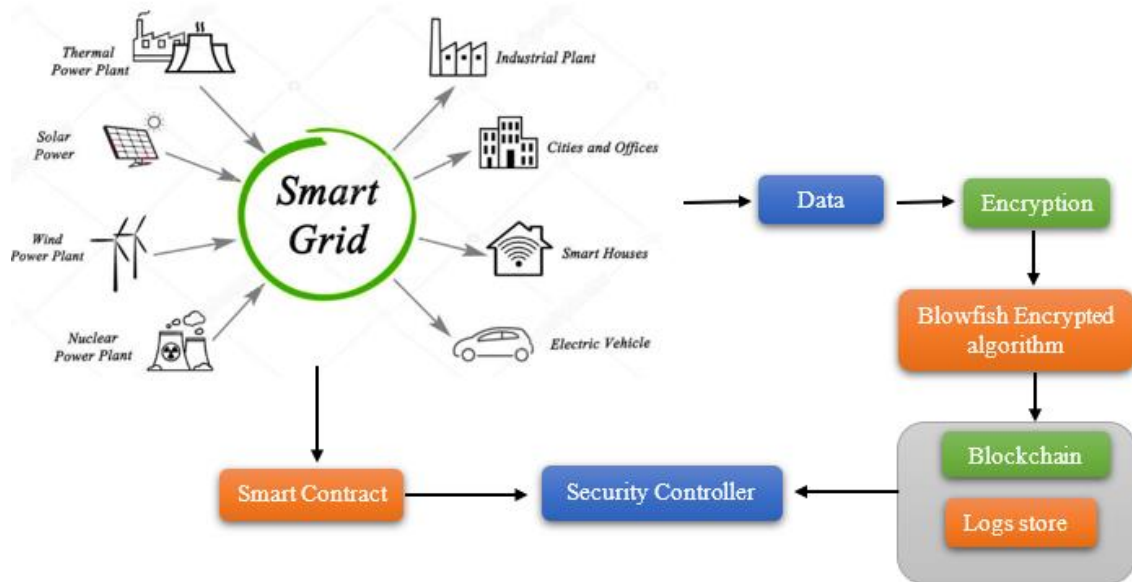 Thermal
Power Plant
Industrial Plant
Solar
Power
Cities and Offices
Smart
Grid
Data
Encryption
Wind
Power Plant
Smart Houses
Blowfish Encrypted
algorithm
Nuclear
Power Plant
Electric Vehicle
Blockchain
Smart Contract
Security Controller
Logs store